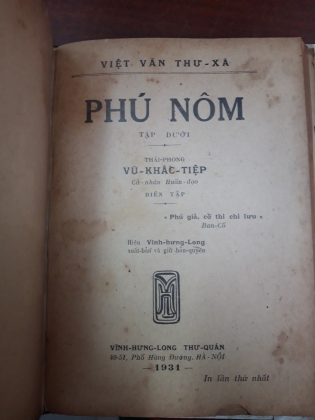 VIỆT VĂN THƯ-XÃ
PHÚ NÔM
TẬP DƯỚI
THÁI-PHONG
VŨ-KHẮC-TIỆP
Cử-nhân Huấn-đạo
BIÊN TẬP
« Phú giả, cổ thi chi lưu »
Ban-Cố
Hiệu Vĩnh-hưng-Long
xuất-bản và giữ bản-quyền
VĨNH-HƯNG-LONG THƯ-QUÁN
49-51, Phố Hàng Đường, HÀ-NỘI
1931
In lần thứ nhất